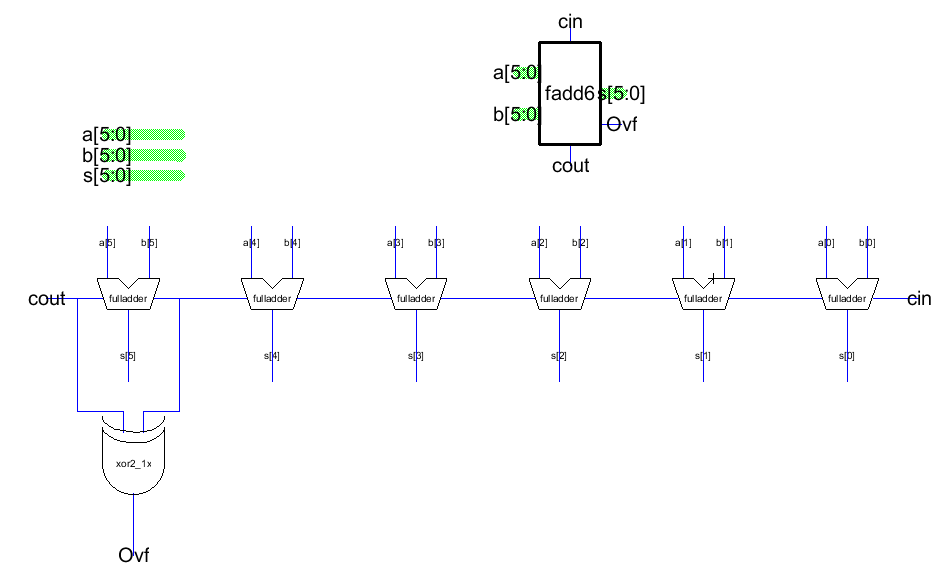 cin
a[5:0]
fadd6 s[5:0]
b[5:0]
Ovf
cout
a[5:0]
b[5:0]
s[5:0]
a[5] b[5] a[4] b[4] a[3] b[3] a[2] b[2] a[1] b[1] a[0] b[0]
cout fulladder fulladder fulladder fulladder fulladder fulladder cin
s[5] s[4] s[3] s[2] s[1] s[0]
xor2_1x
Ovf